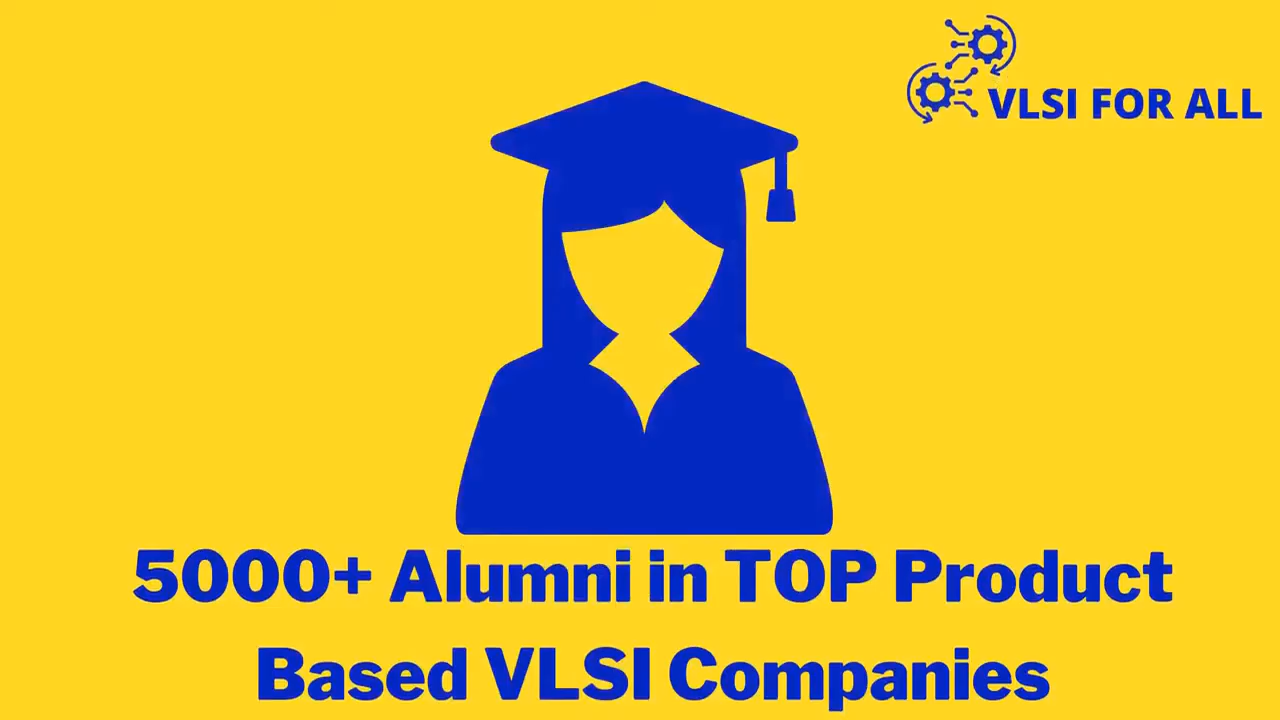 VLSI FOR ALL
5000+ Alumni in TOP Product
Based VLSI Companies